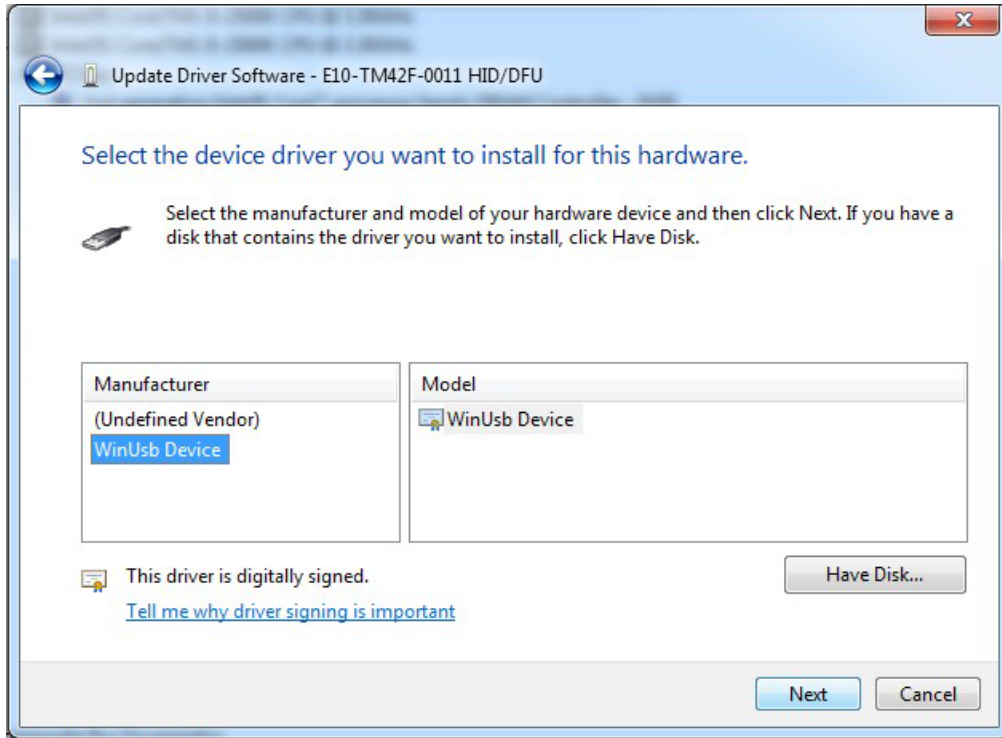 Update Driver Software - E10-TM42F-0011 HID/DFU
Select the device driver you want to install for this hardware.
Select the manufacturer and model of your hardware device and then click Next. If you have a
disk that contains the driver you want to install, click Have Disk.
Manufacturer
(Undefined Vendor)
WinUsb Device
Model
WinUsb Device
This driver is digitally signed.
Have Disk...
Tell me why driver signing is important
Next
Cancel